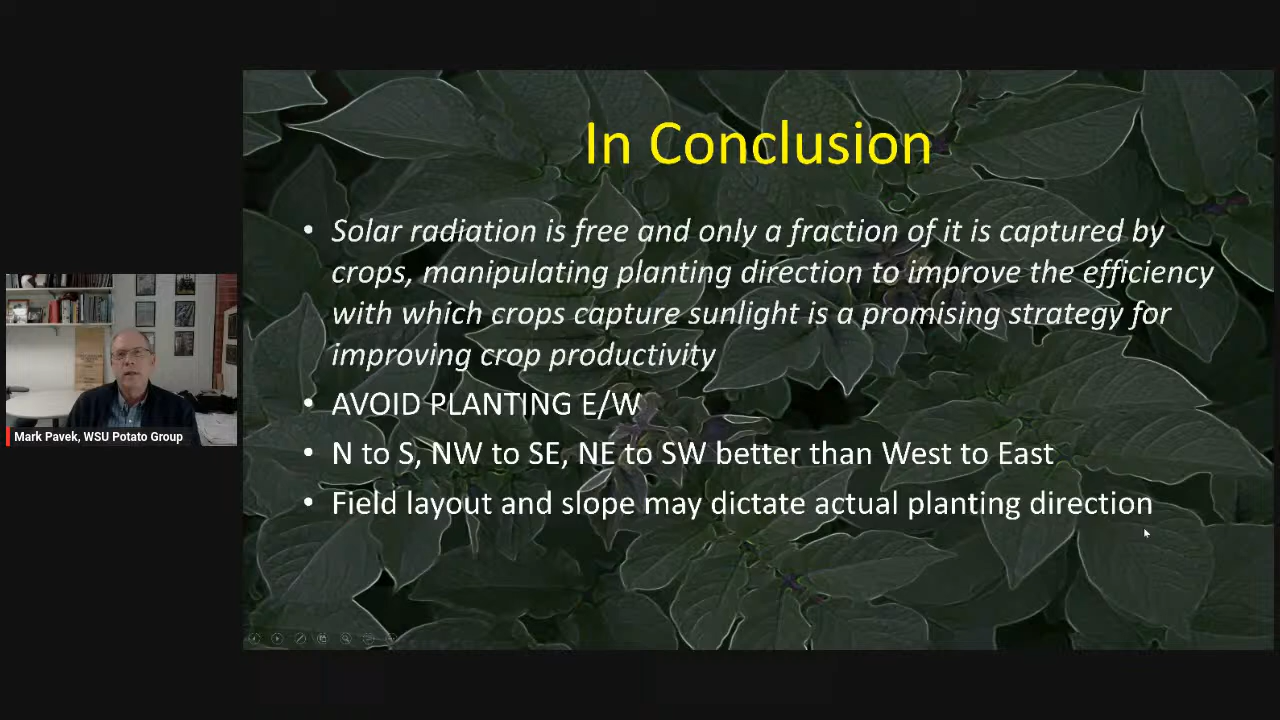 In Conclusion
• Solar radiation is free and only a fraction of it is captured by
crops, manipulating planting direction to improve the efficiency
with which crops capture sunlight is a promising strategy for
improving crop productivity
• AVOID PLANTING E/W
• N to S, NW to SE, NE to SW better than West to East
• Field layout and slope may dictate actual planting direction
Mark Pavek, WSU Potato Group